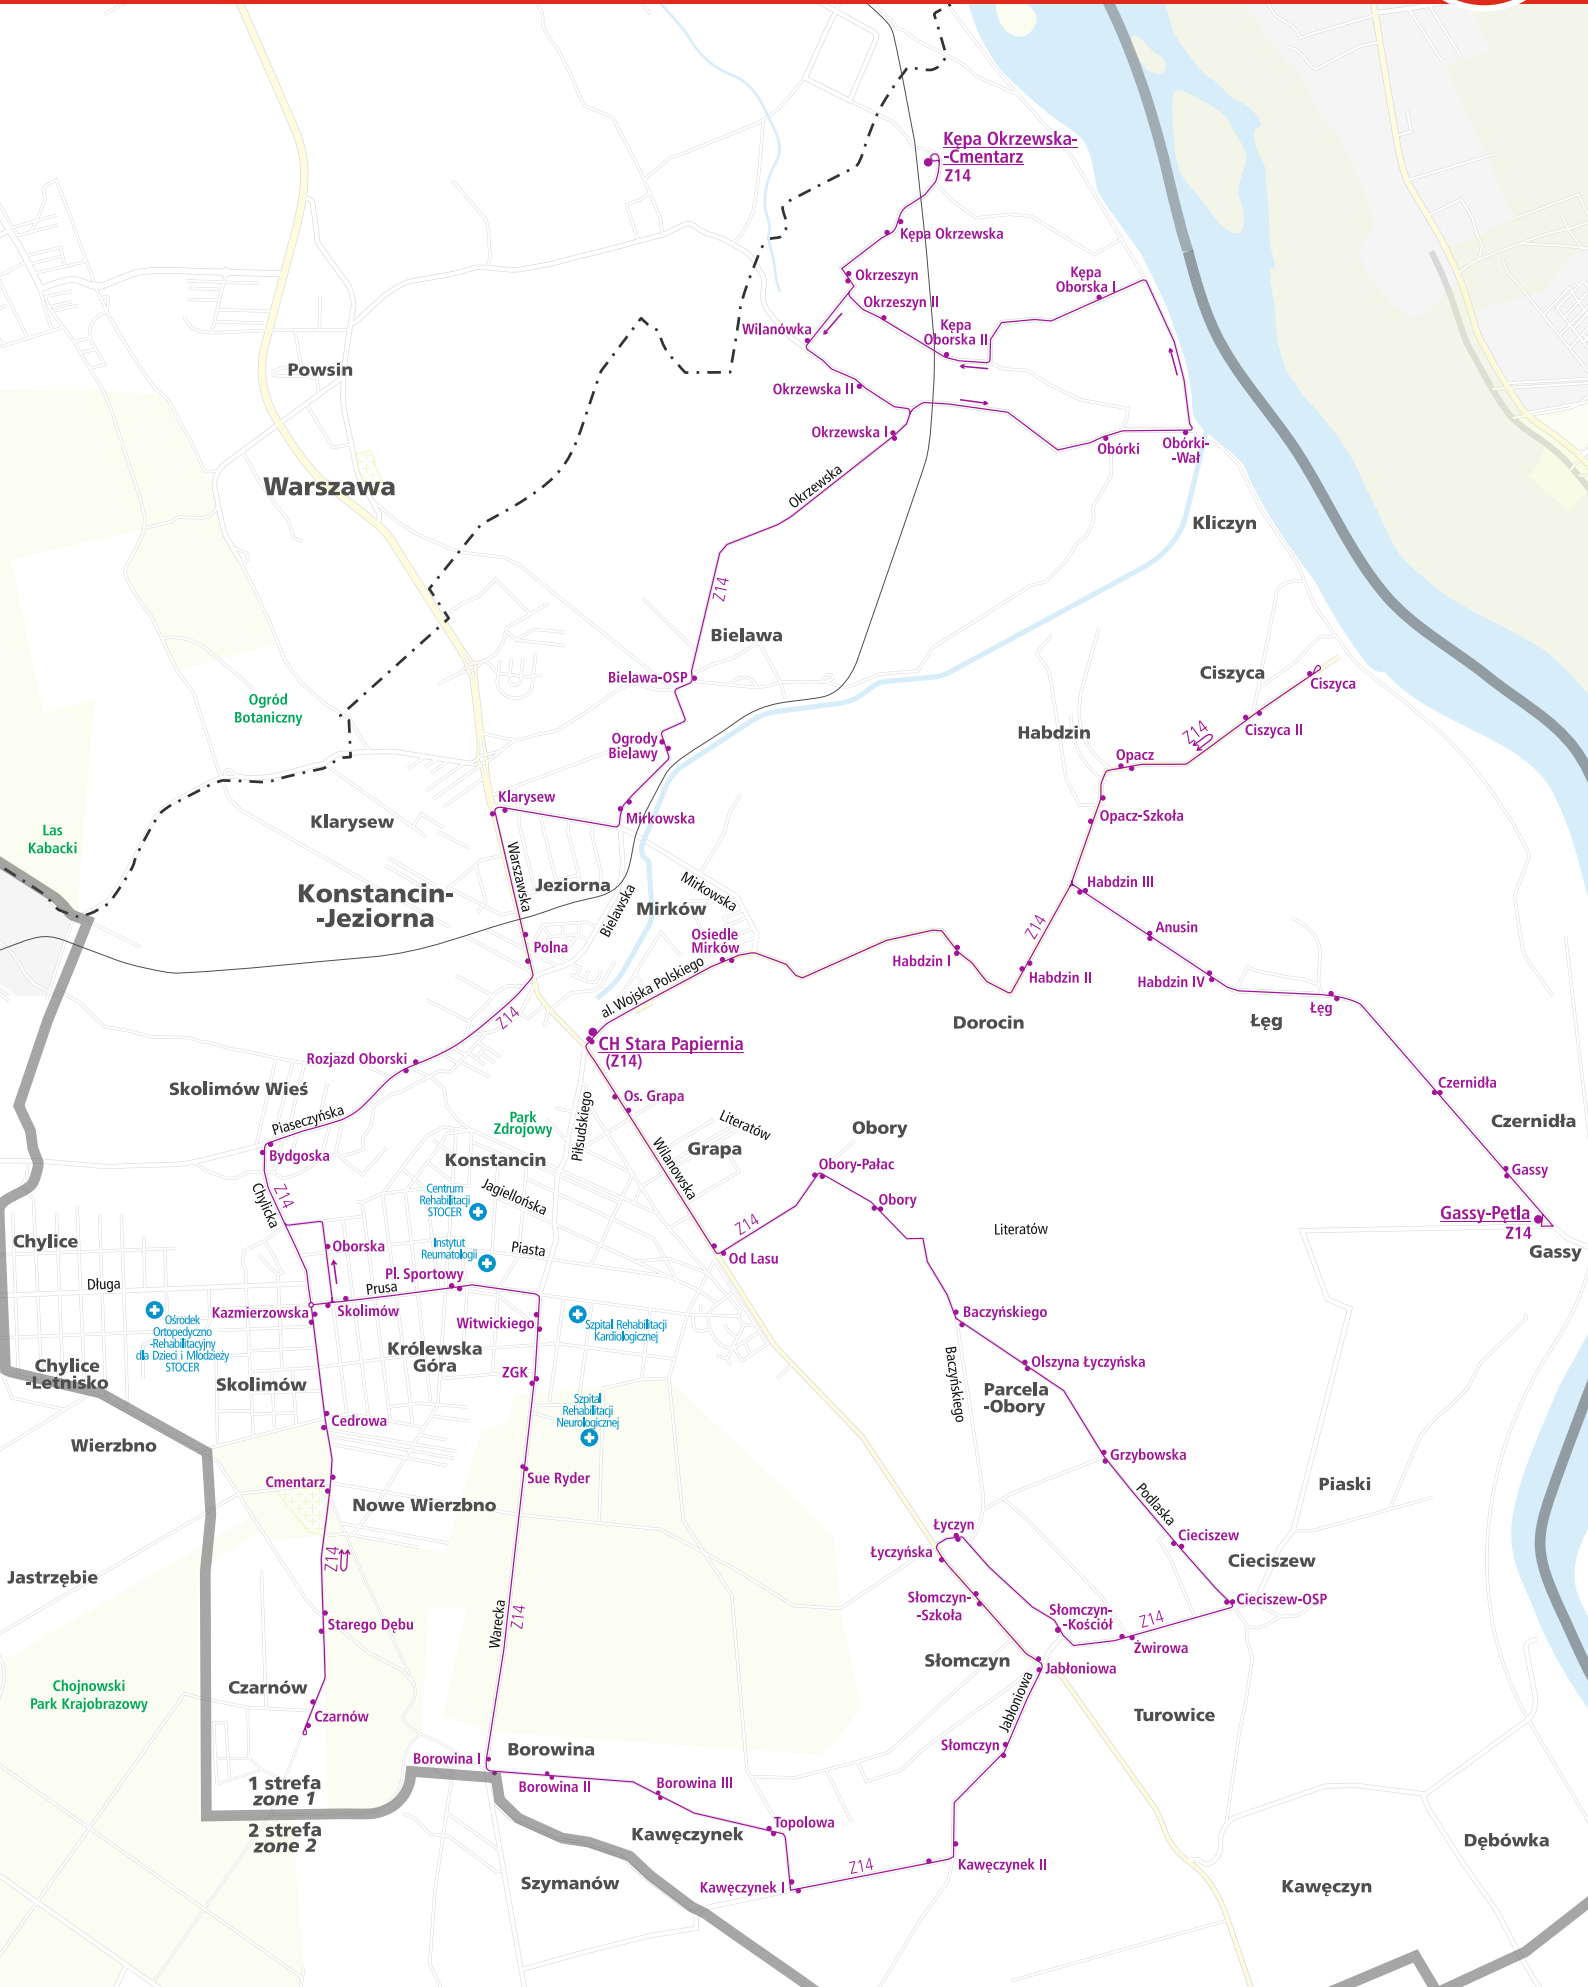 Kępa Okrzewska-
-Cmentarz
Z14
Kępa Okrzewska
Okrzeszyn
Kępa
Oborska I
Okrzeszyn II
Wilanówka
Kępa
Oborska II
Powsin
Okrzewska II
Okrzewska I
Obórki
Obórki-
-Wał
Okrzewska
Warszawa
Kliczyn
Z14
Bielawa
Bielawa-OSP
Ciszyca
Ciszyca
Ogród
Botaniczny
Ciszyca II
Z14
Habdzin
Ogrody
Bielawy
Opacz
Klarysew
Klarysew
Mirkowska
Opacz-Szkoła
Las
Kabacki
Warszawska
Jeziorna
Mirkowska
Habdzin III
Konstancin-
-Jeziorna
Bielawska
Mirków
Z14
Anusin
Osiedle
Mirków
Polna
Habdzin I
Habdzin II
Habdzin IV
al. Wojska Polskiego
Łęg
Łęg
Z14
Dorocin
CH Stara Papiernia
(Z14)
Rozjazd Oborski
Skolimów Wieś
Os. Grapa
Czernidła
Czernidła
Piaseczyńska
Park
Zdrojowy
Piłsudskiego
Literatów
Obory
Bydgoska
Konstancin
Wilanowska
Grapa
Obory-Pałac
Gassy
Z14
Chylicka
Centrum
Rehabilitacji
STOCER
Jagiellońska
Obory
Gassy-Pętla
Z14
Chylice
Oborska
Instytut
Reumatologii
Piasta
Z14
Od Lasu
Literatów
Gassy
Długa
Prusa
Pl. Sportowy
Kazmierzowska
Skolimów
Witwickiego
Baczyńskiego
Ośrodek
Ortopedyczno
-Rehabilitacyjny
dla Dzieci i Młodzieży
STOCER
Szpital Rehabilitacji
Kardiologicznej
Królewska
Góra
Chylice
-Letnisko
Skolimów
ZGK
Baczyńskiego
Olszyna Łyczyńska
Parcela
-Obory
Szpital
Rehabilitacji
Neurologicznej
Cedrowa
Wierzbno
Grzybowska
Cmentarz
Sue Ryder
Nowe Wierzbno
Podlaska
Piaski
Z14
Łyczyn
Łyczyńska
Cieciszew
Cieciszew
Jastrzębie
Słomczyn-
-Szkoła
Słomczyn-
-Kościół
Z14
Cieciszew-OSP
Starego Dębu
Warecka
Z14
Żwirowa
Słomczyn
Jabłoniowa
Chojnowski
Park Krajobrazowy
Czarnów
Czarnów
Jabłoniowa
Turowice
Borowina I
Borowina
Słomczyn
1 strefa
zone 1
Borowina II
Borowina III
2 strefa
zone 2
Kawęczynek
Topolowa
Dębówka
Z14
Kawęczynek II
Szymanów
Kawęczynek I
Kawęczyn